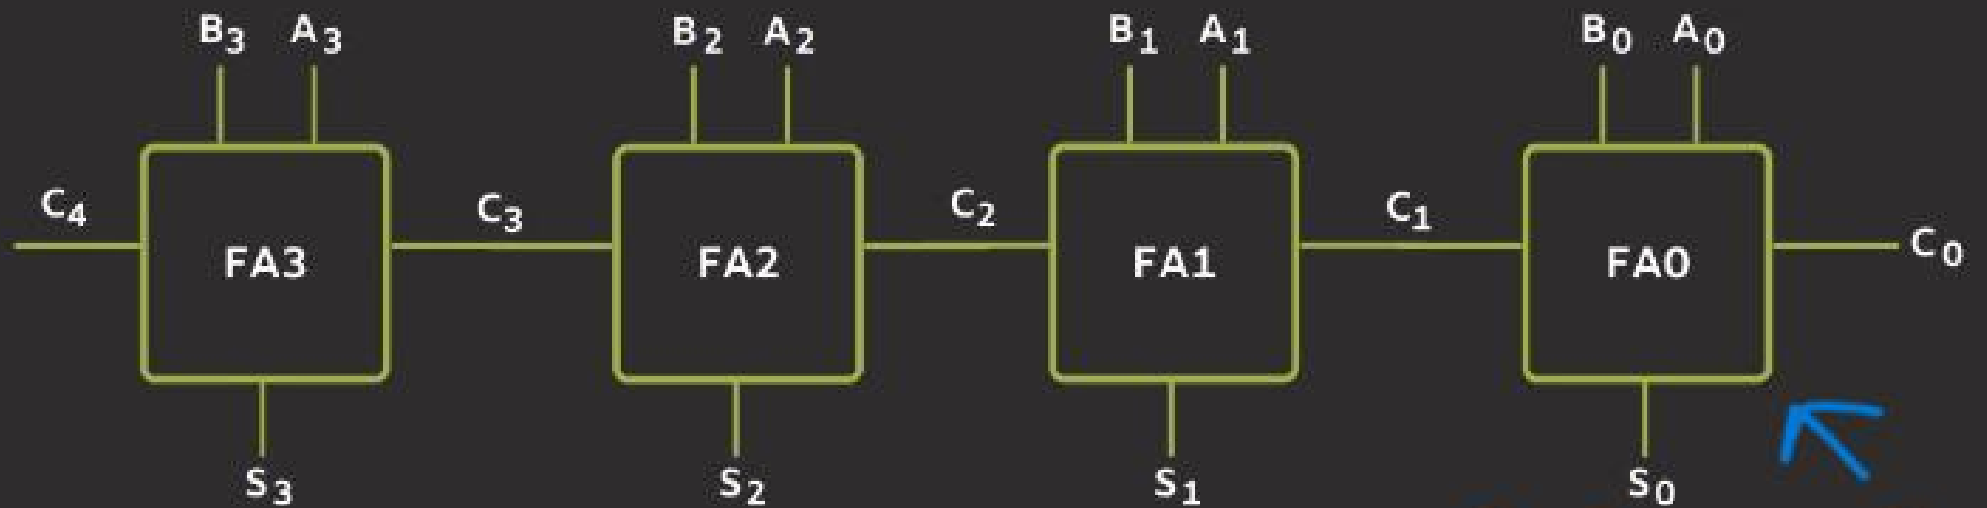 B₃ A₃ B₂ A₂ B₁ A₁ B₀ A₀
C₄ C₃ C₂ C₁ C₀
FA3 FA2 FA1 FA0
S₃ S₂ S₁ S₀